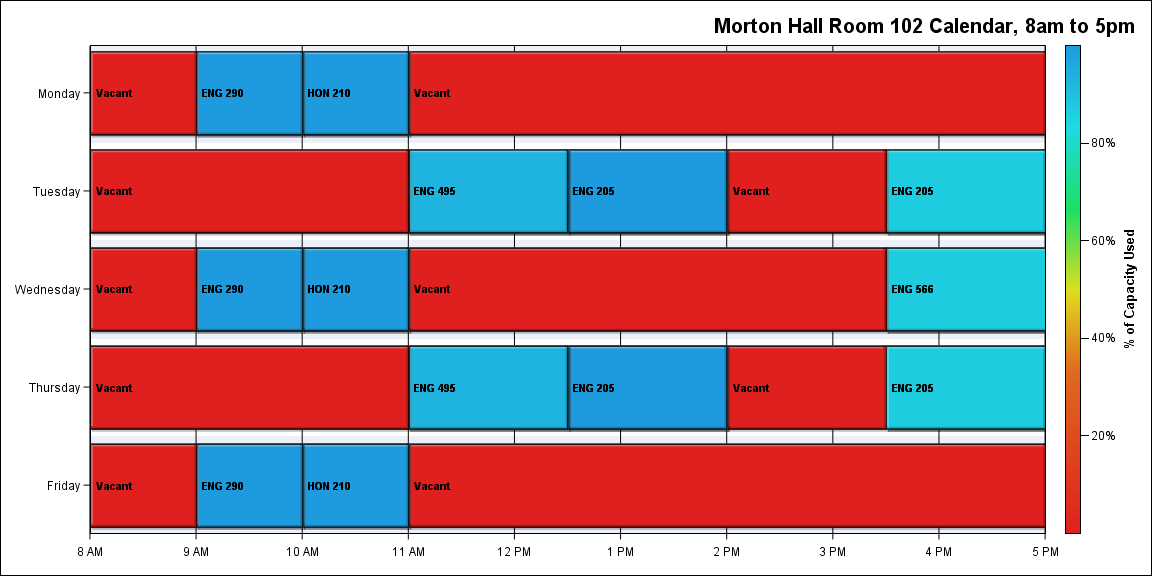 Morton Hall Room 102 Calendar, 8am to 5pm
Monday
Vacant
ENG 290
HON 210
Vacant
Tuesday
Vacant
ENG 495
ENG 205
Vacant
ENG 205
Wednesday
Vacant
ENG 290
HON 210
Vacant
ENG 566
Thursday
Vacant
ENG 495
ENG 205
Vacant
ENG 205
Friday
Vacant
ENG 290
HON 210
Vacant
8 AM
9 AM
10 AM
11 AM
12 PM
1 PM
2 PM
3 PM
4 PM
5 PM
80%
60%
40%
20%
% of Capacity Used